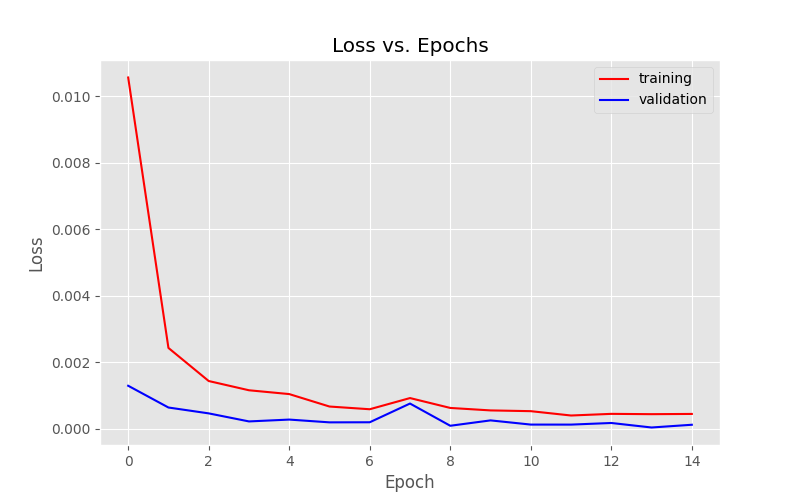 Loss vs. Epochs
training
validation
0.010
0.008
0.006
0.004
0.002
0.000
Loss
0 2 4 6 8 10 12 14
Epoch